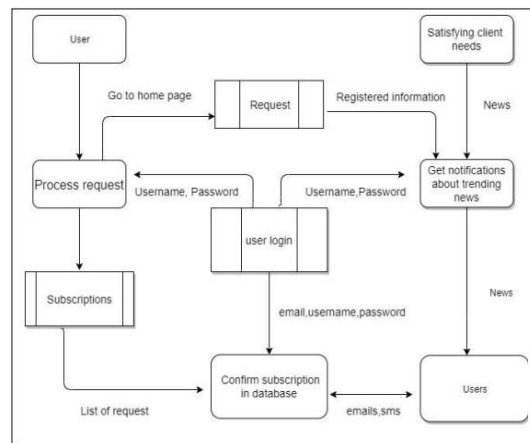 User
Satisfying client
needs
Go to home page
Request
Registered information
News
Process request
Username, Password
Username,Password
Get notifications
about trending
news
user login
Subscriptions
email,username,password
News
Confirm subscription
in database
Users
List of request
emails,sms